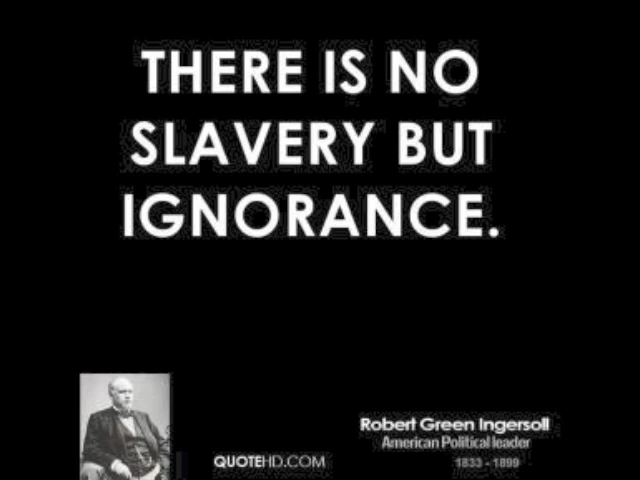 THERE IS NO
SLAVERY BUT
IGNORANCE.
Robert Green Ingersoll
American Political leader
QUOTEHD.COM
1833 - 1899